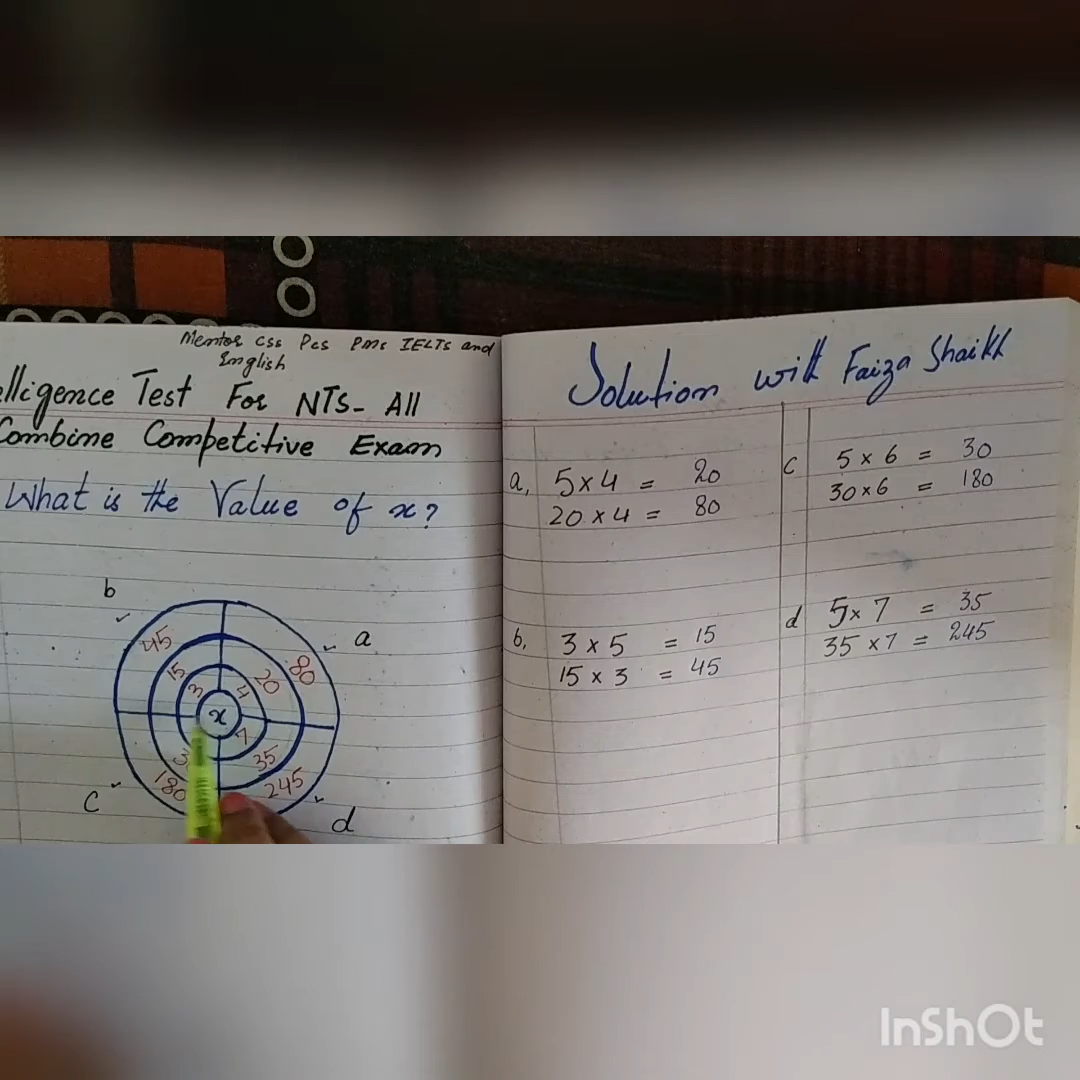 Mentor CSS PCS PMS IELTS and
English
elligence Test For NTS- All
Combine Competitive Exam
What is the Value of x?
b
a
45
80
15
20
3
4
x
7
3
35
180
245
c
d
Solution with Faiza Shaikh
a, 5 x 4 = 20
20 x 4 = 80
b, 3 x 5 = 15
15 x 3 = 45
c 5 x 6 = 30
30 x 6 = 180
d 5 x 7 = 35
35 x 7 = 245
InShOt